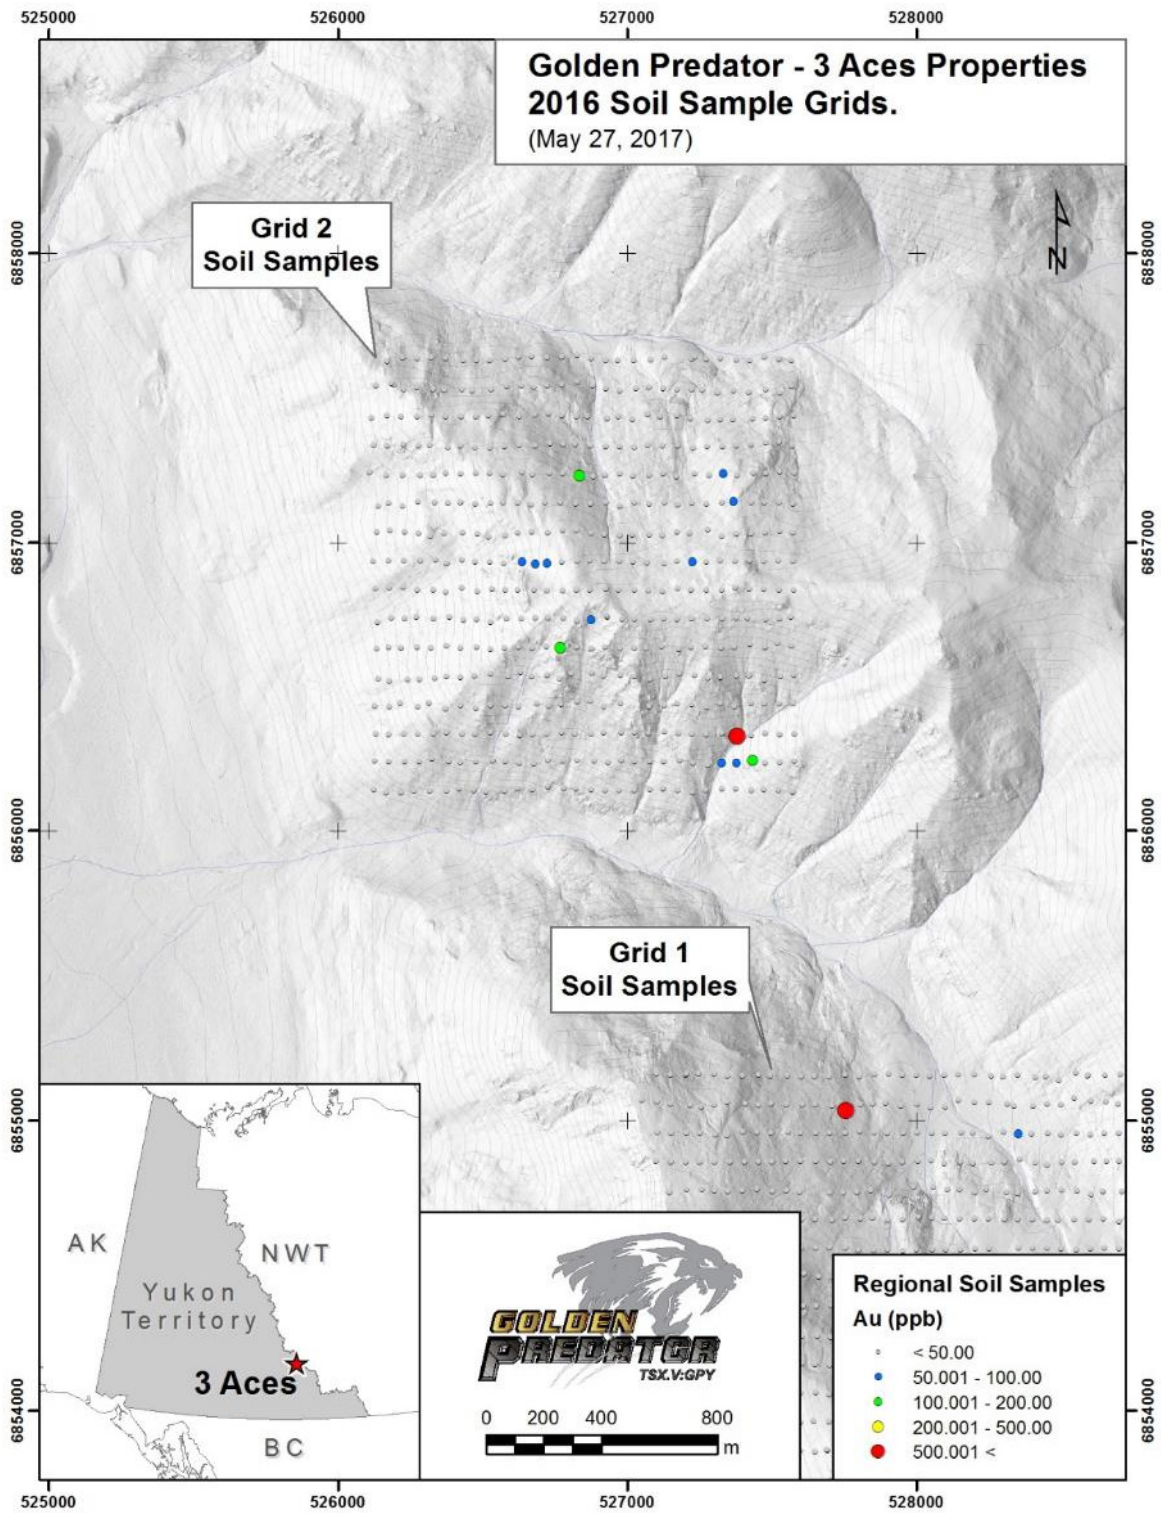 525000 526000 527000 528000
Golden Predator - 3 Aces Properties
2016 Soil Sample Grids.
(May 27, 2017)
Grid 2
Soil Samples
N
6858000 6858000
6857000 6857000
6856000 6856000
Grid 1
Soil Samples
6855000 6855000
AK
NWT
Yukon
Territory
3 Aces
BC
GOLDEN
PREDATOR
TSX.V:GPY
0 200 400 800
m
Regional Soil Samples
Au (ppb)
< 50.00
50.001 - 100.00
100.001 - 200.00
200.001 - 500.00
500.001 <
6854000 6854000
525000 526000 527000 528000